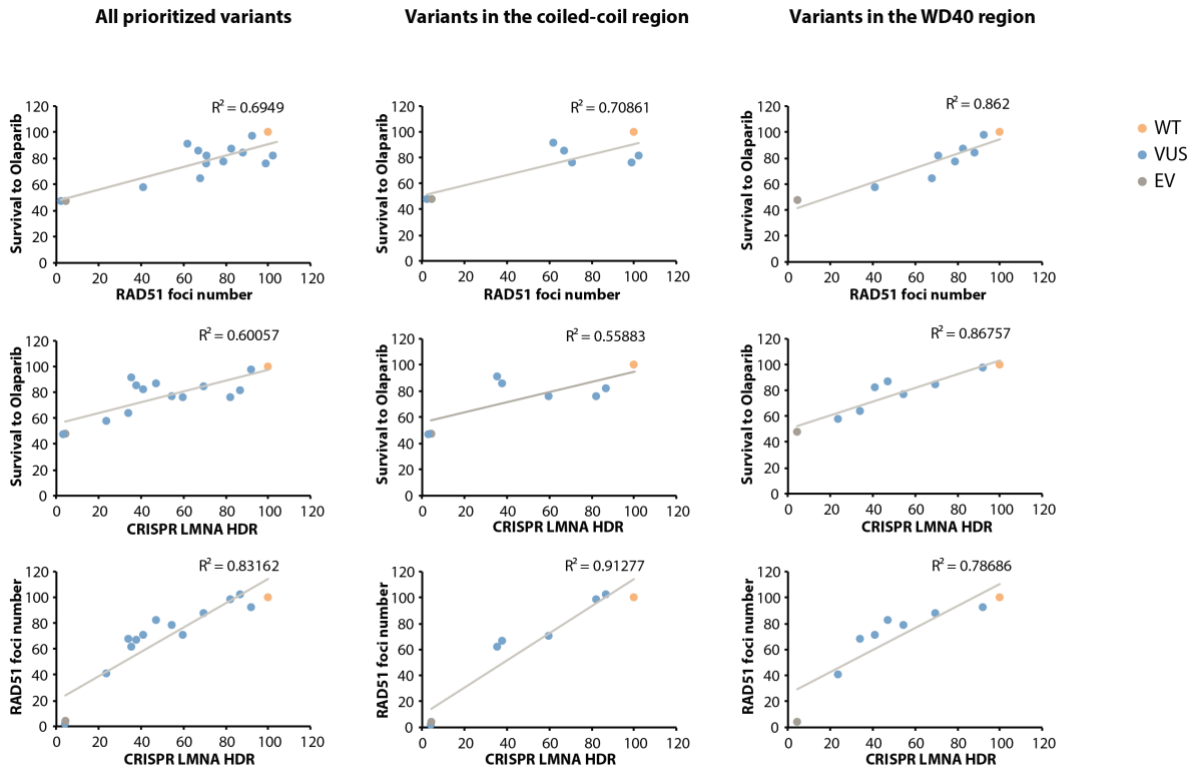 All prioritized variants
Variants in the coiled-coil region
Variants in the WD40 region
WT
VUS
EV
R² = 0.6949
Survival to Olaparib
120
100
80
60
40
20
0
0 20 40 60 80 100 120
RAD51 foci number
R² = 0.70861
Survival to Olaparib
120
100
80
60
40
20
0
0 20 40 60 80 100 120
RAD51 foci number
R² = 0.862
Survival to Olaparib
120
100
80
60
40
20
0
0 20 40 60 80 100 120
RAD51 foci number
R² = 0.60057
Survival to Olaparib
120
100
80
60
40
20
0
0 20 40 60 80 100 120
CRISPR LMNA HDR
R² = 0.55883
Survival to Olaparib
120
100
80
60
40
20
0
0 20 40 60 80 100 120
CRISPR LMNA HDR
R² = 0.86757
Survival to Olaparib
120
100
80
60
40
20
0
0 20 40 60 80 100 120
CRISPR LMNA HDR
R² = 0.83162
RAD51 foci number
120
100
80
60
40
20
0
0 20 40 60 80 100 120
CRISPR LMNA HDR
R² = 0.91277
RAD51 foci number
120
100
80
60
40
20
0
0 20 40 60 80 100 120
CRISPR LMNA HDR
R² = 0.78686
RAD51 foci number
120
100
80
60
40
20
0
0 20 40 60 80 100 120
CRISPR LMNA HDR